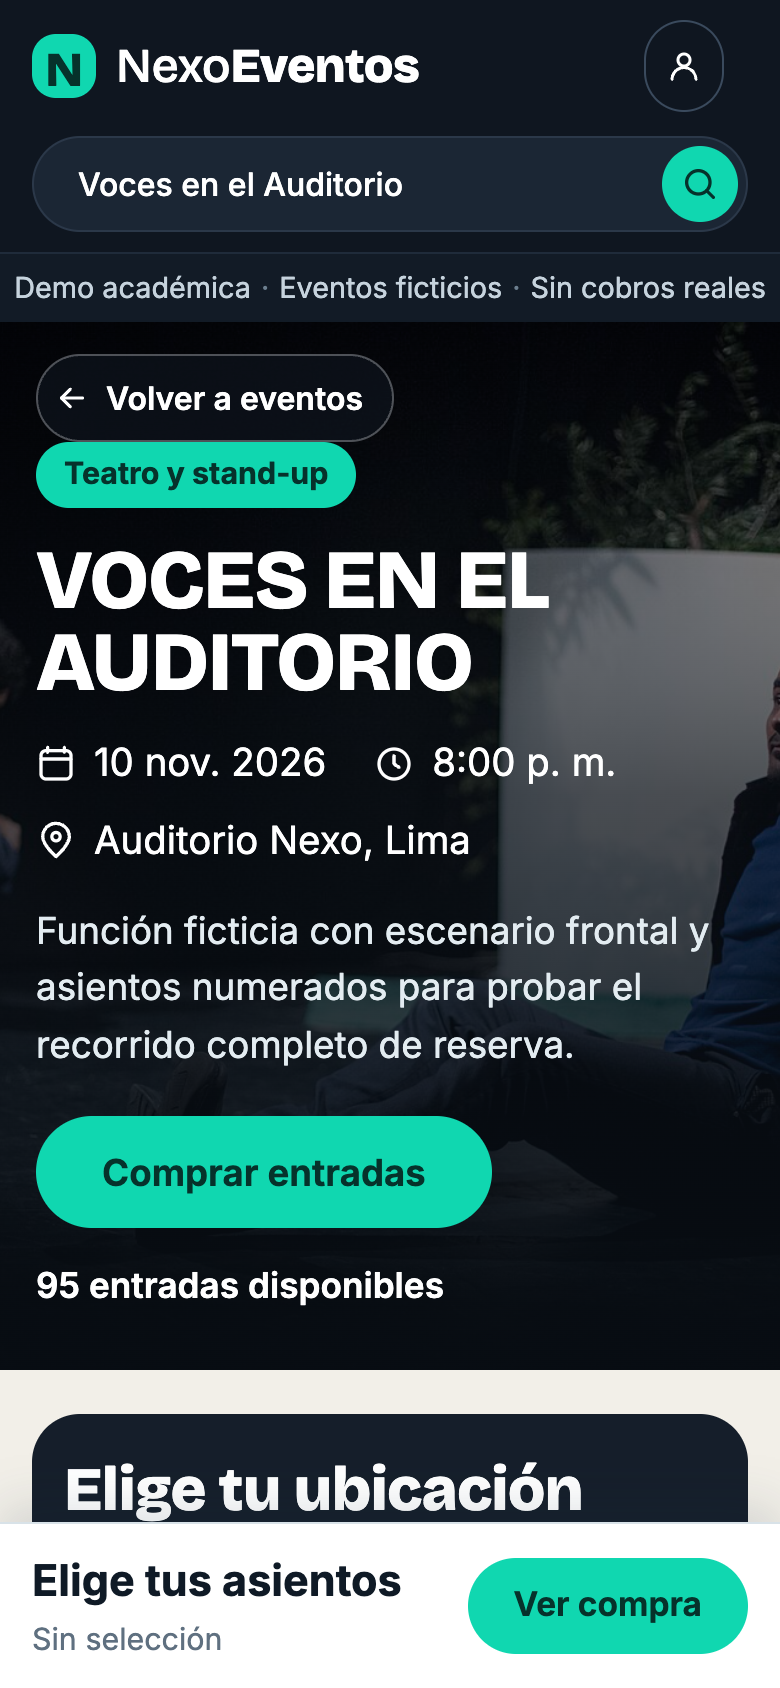 N NexoEventos
Voces en el Auditorio
Demo académica · Eventos ficticios · Sin cobros reales
Volver a eventos
Teatro y stand-up
VOCES EN EL
AUDITORIO
10 nov. 2026 8:00 p. m.
Auditorio Nexo, Lima
Función ficticia con escenario frontal y
asientos numerados para probar el
recorrido completo de reserva.
Comprar entradas
95 entradas disponibles
Elige tu ubicación
Elige tus asientos
Sin selección
Ver compra